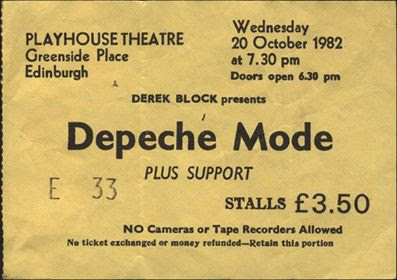 PLAYHOUSE THEATRE
Greenside Place
Edinburgh
Wednesday
20 October 1982
at 7.30 pm
Doors open 6.30 pm
DEREK BLOCK presents
Depeche Mode
PLUS SUPPORT
E 33
STALLS £3.50
NO Cameras or Tape Recorders Allowed
No ticket exchanged or money refunded—Retain this portion